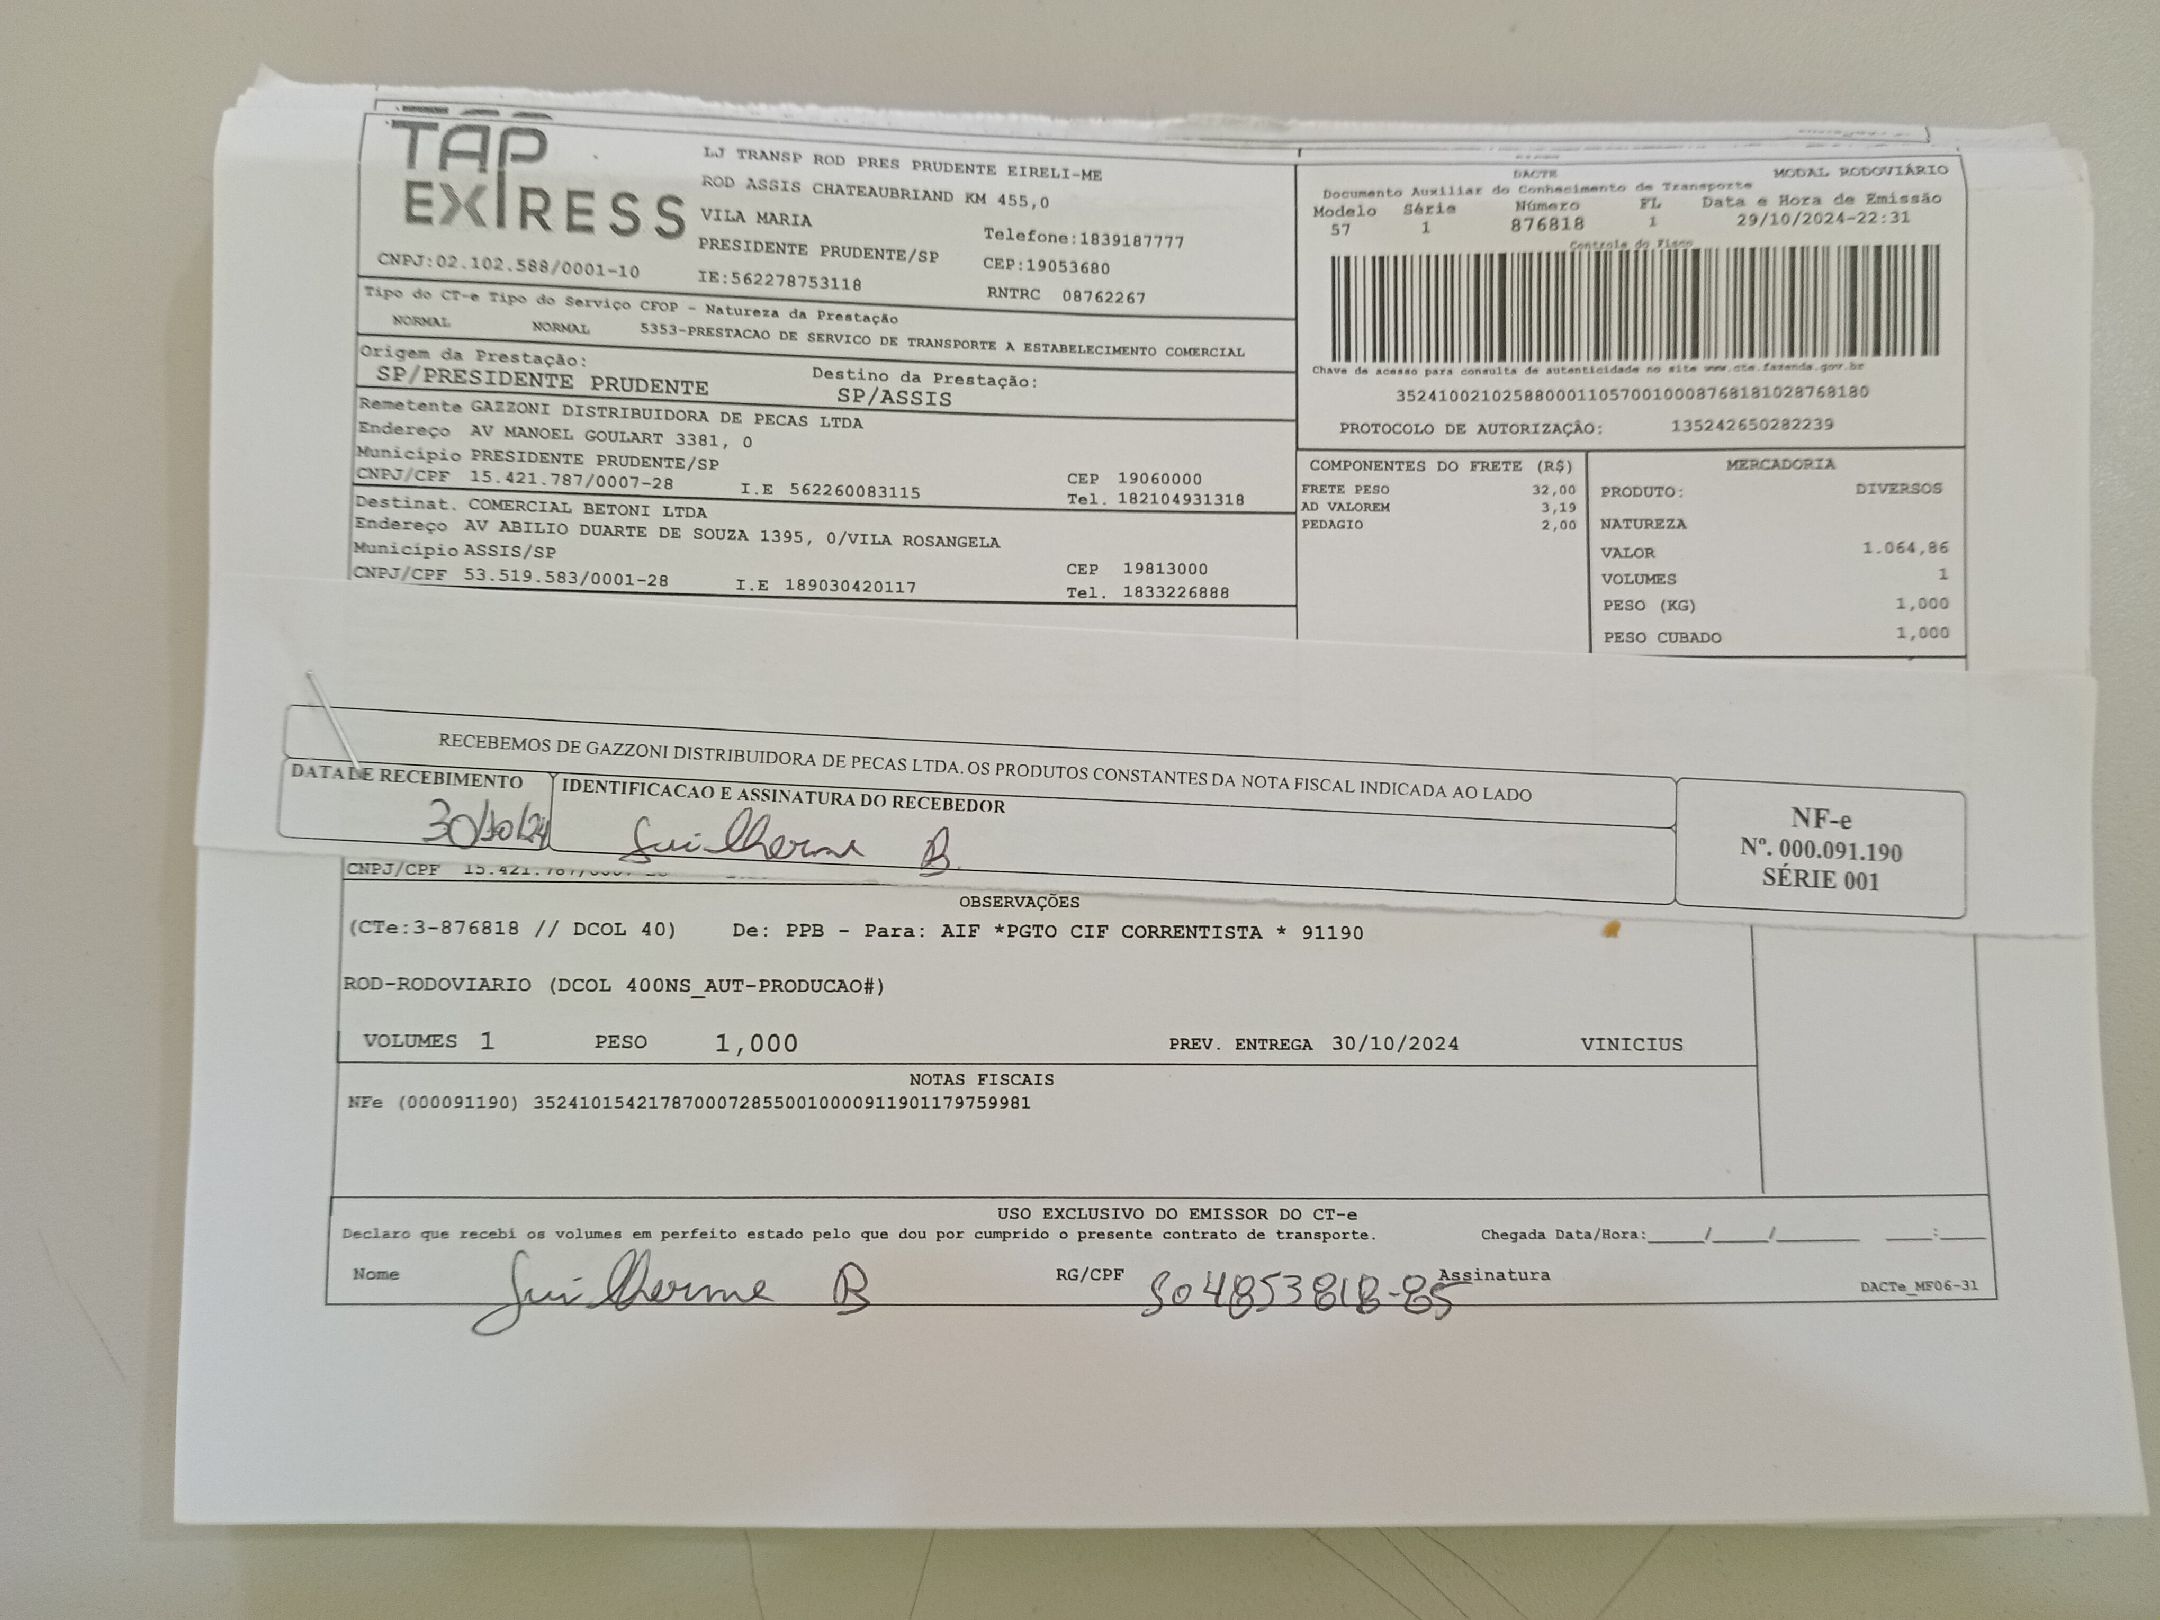 TAP
EXPRESS
LJ TRANSP ROD PRES PRUDENTE EIRELI-ME
ROD ASSIS CHATEAUBRIAND KM 455,0
VILA MARIA
Telefone:1839187777
PRESIDENTE PRUDENTE/SP
CEP:19053680
CNPJ:02.102.588/0001-10
IE:562278753118
RNTRC 08762267
DACTE
MODAL RODOVIÁRIO
Documento Auxiliar do Conhecimento de Transporte
Modelo Série Número FL Data e Hora de Emissão
57 1 876818 1 29/10/2024-22:31
Controle do Fisco
Chave de acesso para consulta de autenticidade no site www.cte.fazenda.gov.br
35241002102588000110570010008768181028768180
PROTOCOLO DE AUTORIZAÇÃO: 135242650282239
Tipo do CT-e Tipo do Serviço CFOP - Natureza da Prestação
NORMAL NORMAL 5353-PRESTACAO DE SERVICO DE TRANSPORTE A ESTABELECIMENTO COMERCIAL
Origem da Prestação: Destino da Prestação:
SP/PRESIDENTE PRUDENTE SP/ASSIS
Remetente GAZZONI DISTRIBUIDORA DE PECAS LTDA
Endereço AV MANOEL GOULART 3381, 0
Município PRESIDENTE PRUDENTE/SP CEP 19060000
CNPJ/CPF 15.421.787/0007-28 I.E 562260083115 Tel. 182104931318
Destinat. COMERCIAL BETONI LTDA
Endereço AV ABILIO DUARTE DE SOUZA 1395, 0/VILA ROSANGELA
Município ASSIS/SP CEP 19813000
CNPJ/CPF 53.519.583/0001-28 I.E 189030420117 Tel. 1833226888
COMPONENTES DO FRETE (R$)
FRETE PESO 32,00
AD VALOREM 3,19
PEDAGIO 2,00
MERCADORIA
PRODUTO: DIVERSOS
NATUREZA
VALOR 1.064,86
VOLUMES 1
PESO (KG) 1,000
PESO CUBADO 1,000
RECEBEMOS DE GAZZONI DISTRIBUIDORA DE PECAS LTDA. OS PRODUTOS CONSTANTES DA NOTA FISCAL INDICADA AO LADO
DATA DE RECEBIMENTO IDENTIFICACAO E ASSINATURA DO RECEBEDOR
30/10/24 Guilherme B
NF-e
Nº. 000.091.190
SÉRIE 001
CNPJ/CPF 15.421.787/0007-28
OBSERVAÇÕES
(CTe:3-876818 // DCOL 40) De: PPB - Para: AIF *PGTO CIF CORRENTISTA * 91190
ROD-RODOVIARIO (DCOL 400NS_AUT-PRODUCAO#)
VOLUMES 1 PESO 1,000 PREV. ENTREGA 30/10/2024 VINICIUS
NOTAS FISCAIS
NFe (000091190) 35241015421787000728550010000911901179759981
USO EXCLUSIVO DO EMISSOR DO CT-e
Declaro que recebi os volumes em perfeito estado pelo que dou por cumprido o presente contrato de transporte. Chegada Data/Hora:____/____/______ ___:___
Nome Guilherme B RG/CPF 504853818-85 Assinatura
DACTe_MF06-31